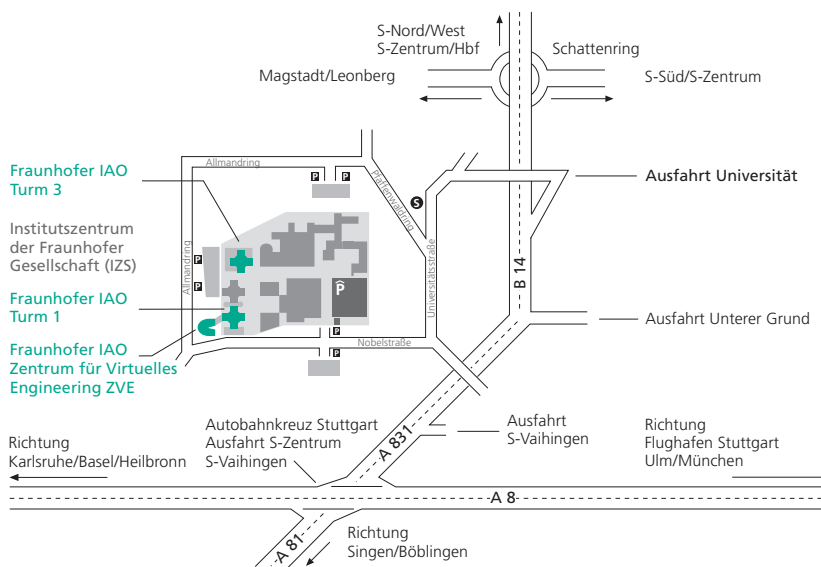 S-Nord/West
S-Zentrum/Hbf
Schattenring
Magstadt/Leonberg
S-Süd/S-Zentrum
Allmandring
P
P
Pfaffenwaldring
Fraunhofer IAO
Turm 3
Ausfahrt Universität
S
Institutszentrum
der Fraunhofer
Gesellschaft (IZS)
Allmandring
P
P
P
Universitätsstraße
B 14
Fraunhofer IAO
Turm 1
Ausfahrt Unterer Grund
P
Nobelstraße
P
Fraunhofer IAO
Zentrum für Virtuelles
Engineering ZVE
Autobahnkreuz Stuttgart
Ausfahrt S-Zentrum
S-Vaihingen
A 831
Ausfahrt
S-Vaihingen
Richtung
Flughafen Stuttgart
Ulm/München
Richtung
Karlsruhe/Basel/Heilbronn
A 8
A 81
Richtung
Singen/Böblingen